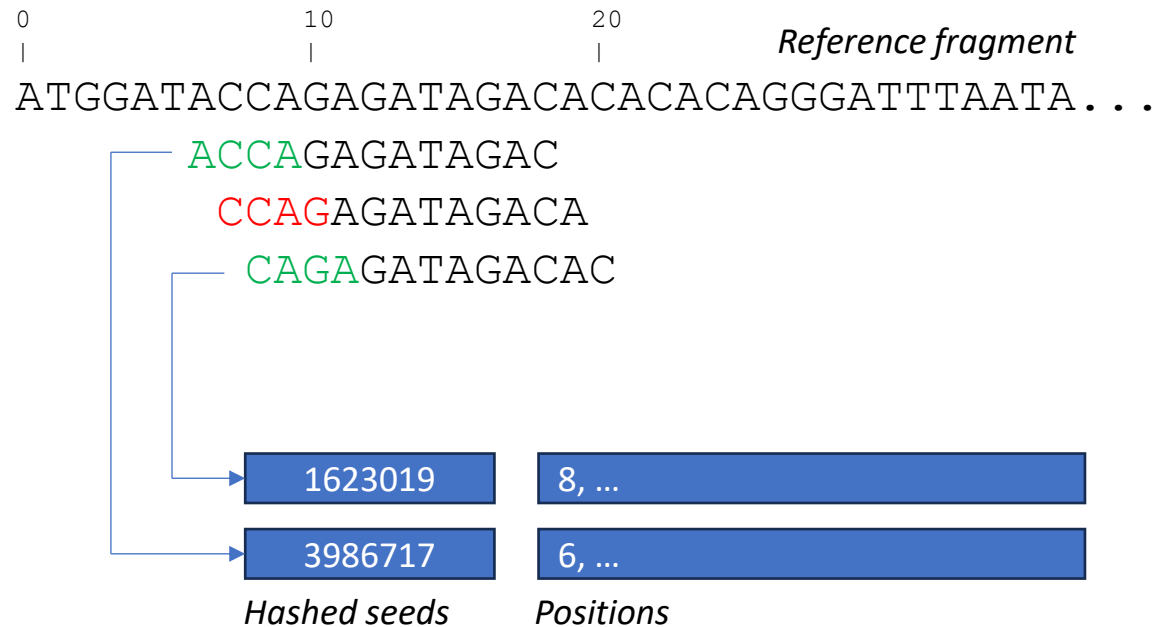 0 10 20
| | | Reference fragment
ATGGATACCAGAGATAGACACACACAGGGATTTAATA...
ACCAGAGATAGAC
CCAGAGATAGACA
CAGAGATAGACAC
1623019 8, ...
3986717 6, ...
Hashed seeds Positions